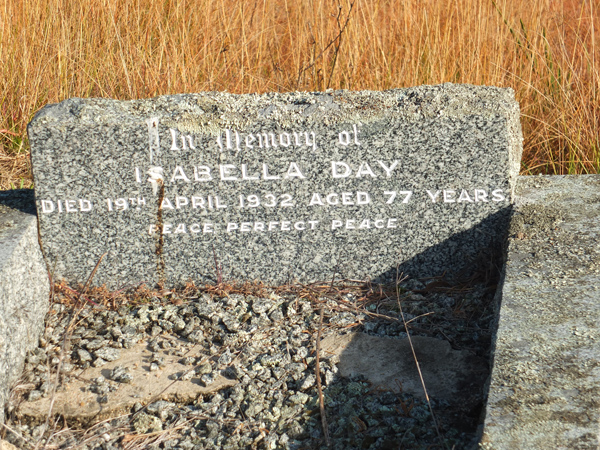 In Memory of
ISABELLA DAY
DIED 19TH APRIL 1932 AGED 77 YEARS
PEACE PERFECT PEACE